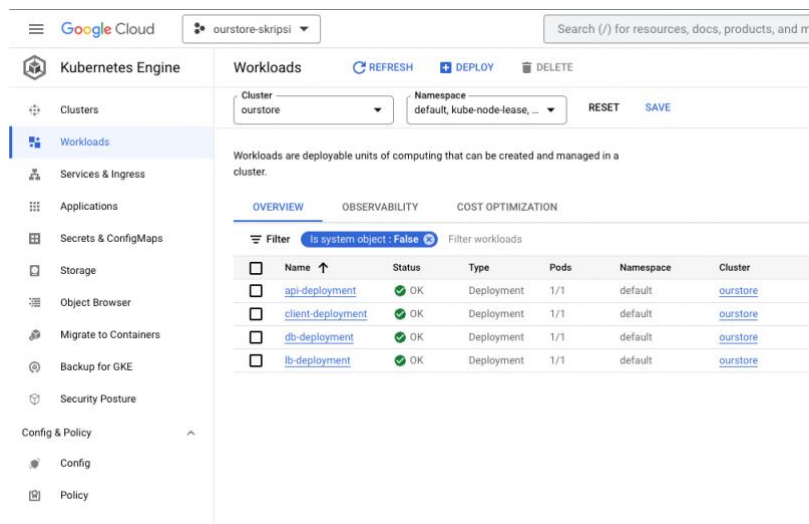 Google Cloud
ourstore-skripsi
Search (/) for resources, docs, products, and m
Kubernetes Engine
Clusters
Workloads
Services & Ingress
Applications
Secrets & ConfigMaps
Storage
Object Browser
Migrate to Containers
Backup for GKE
Security Posture
Config & Policy
Config
Policy
Workloads REFRESH DEPLOY DELETE
Cluster Namespace
ourstore default, kube-node-lease, ... RESET SAVE
Workloads are deployable units of computing that can be created and managed in a
cluster.
OVERVIEW OBSERVABILITY COST OPTIMIZATION
Filter Is system object : False Filter workloads
Name Status Type Pods Namespace Cluster
api-deployment OK Deployment 1/1 default ourstore
client-deployment OK Deployment 1/1 default ourstore
db-deployment OK Deployment 1/1 default ourstore
lb-deployment OK Deployment 1/1 default ourstore